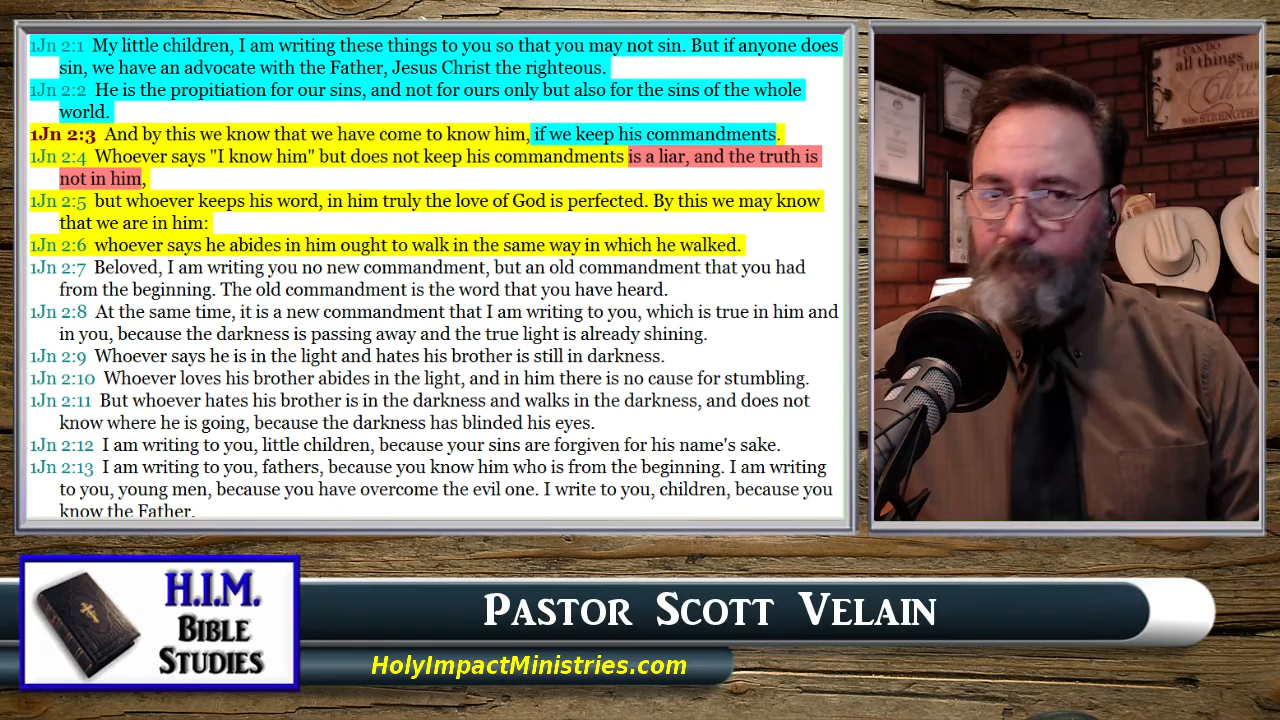 1Jn 2:1 My little children, I am writing these things to you so that you may not sin. But if anyone does
sin, we have an advocate with the Father, Jesus Christ the righteous.
1Jn 2:2 He is the propitiation for our sins, and not for ours only but also for the sins of the whole
world.
1Jn 2:3 And by this we know that we have come to know him, if we keep his commandments.
1Jn 2:4 Whoever says "I know him" but does not keep his commandments is a liar, and the truth is
not in him,
1Jn 2:5 but whoever keeps his word, in him truly the love of God is perfected. By this we may know
that we are in him:
1Jn 2:6 whoever says he abides in him ought to walk in the same way in which he walked.
1Jn 2:7 Beloved, I am writing you no new commandment, but an old commandment that you had
from the beginning. The old commandment is the word that you have heard.
1Jn 2:8 At the same time, it is a new commandment that I am writing to you, which is true in him and
in you, because the darkness is passing away and the true light is already shining.
1Jn 2:9 Whoever says he is in the light and hates his brother is still in darkness.
1Jn 2:10 Whoever loves his brother abides in the light, and in him there is no cause for stumbling.
1Jn 2:11 But whoever hates his brother is in the darkness and walks in the darkness, and does not
know where he is going, because the darkness has blinded his eyes.
1Jn 2:12 I am writing to you, little children, because your sins are forgiven for his name's sake.
1Jn 2:13 I am writing to you, fathers, because you know him who is from the beginning. I am writing
to you, young men, because you have overcome the evil one. I write to you, children, because you
know the Father.
I CAN DO
all things
Christ
WHO STRENGTH
H.I.M.
BIBLE
STUDIES
PASTOR SCOTT VELAIN
HolyImpactMinistries.com